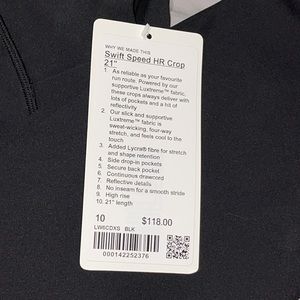 WHY WE MADE THIS
Swift Speed HR Crop
21"
1 As reliable as your favourite
run route. Powered by our
supportive Luxtreme™ fabric,
these crops always deliver with
lots of pockets and a hit of
reflectivity
2. Our slick and supportive
Luxtreme™ fabric is
sweat-wicking, four-way
stretch, and feels cool to the
touch
3. Added Lycra® fibre for stretch
and shape retention
4. Side drop-in pockets
5. Secure back pocket
6. Continuous drawcord
7. Reflective details
8. No inseam for a smooth stride
9. High rise
10. 21" length
10 $118.00
LW6CDXS BLK
000142252376